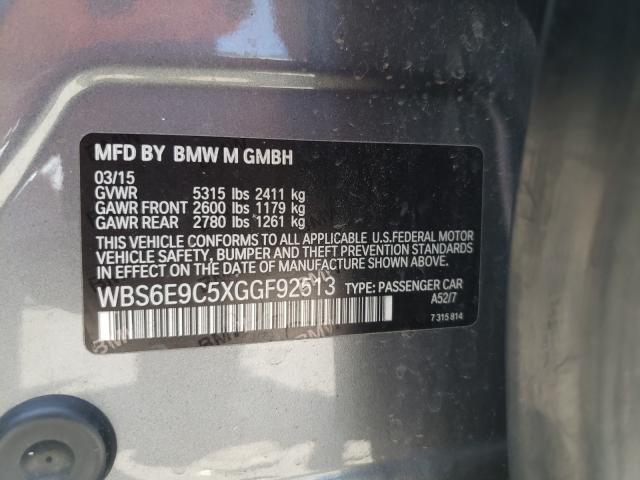 MFD BY BMW M GMBH
03/15
GVWR 5315 lbs 2411 kg
GAWR FRONT 2600 lbs 1179 kg
GAWR REAR 2780 lbs 1261 kg
THIS VEHICLE CONFORMS TO ALL APPLICABLE U.S.FEDERAL MOTOR
VEHICLE SAFETY, BUMPER AND THEFT PREVENTION STANDARDS
IN EFFECT ON THE DATE OF MANUFACTURE SHOWN ABOVE.
WBS6E9C5XGGF92513 TYPE: PASSENGER CAR
A52/7
7 315 814